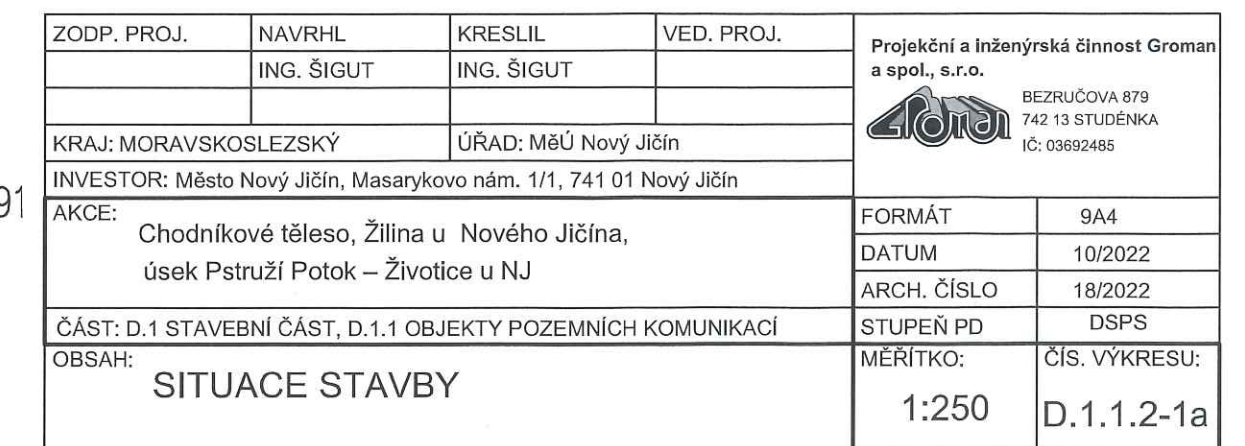 ZODP. PROJ. NAVRHL KRESLIL VED. PROJ.
ING. ŠIGUT ING. ŠIGUT
Projekční a inženýrská činnost Groman
a spol., s.r.o.
Groman
BEZRUČOVA 879
742 13 STUDÉNKA
IČ: 03692485
KRAJ: MORAVSKOSLEZSKÝ ÚŘAD: MěÚ Nový Jičín
INVESTOR: Město Nový Jičín, Masarykovo nám. 1/1, 741 01 Nový Jičín
91
AKCE:
Chodníkové těleso, Žilina u Nového Jičína,
úsek Pstruží Potok – Životice u NJ
FORMÁT 9A4
DATUM 10/2022
ARCH. ČÍSLO 18/2022
ČÁST: D.1 STAVEBNÍ ČÁST, D.1.1 OBJEKTY POZEMNÍCH KOMUNIKACÍ
STUPEŇ PD DSPS
OBSAH:
SITUACE STAVBY
MĚŘÍTKO: ČÍS. VÝKRESU:
1:250 D.1.1.2-1a